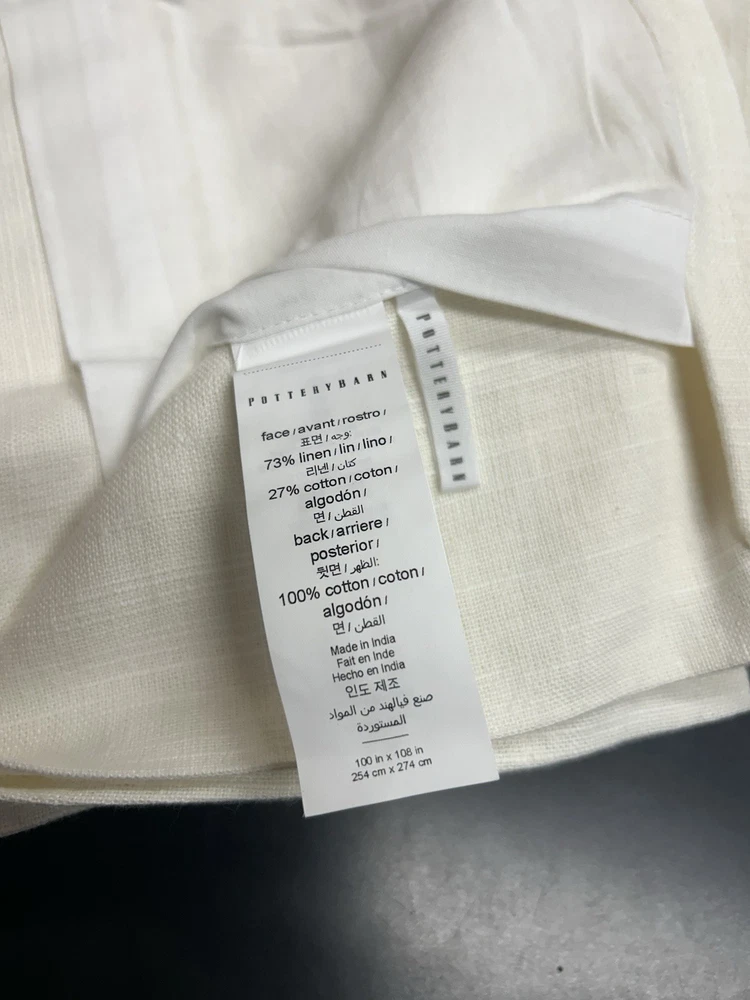 POTTERYBARN
face / avant / rostro /
표면 / وجه:
73% linen / lin / lino /
리넨 / كتان
27% cotton / coton /
algodón /
면 / القطن
back / arriere /
posterior /
뒷면 / الظهر:
100% cotton / coton /
algodón /
면 / القطن
Made in India
Fait en Inde
Hecho en India
인도 제조
صنع فيالهند من المواد
المستوردة
100 in x 108 in
254 cm x 274 cm
POTTERYBARN